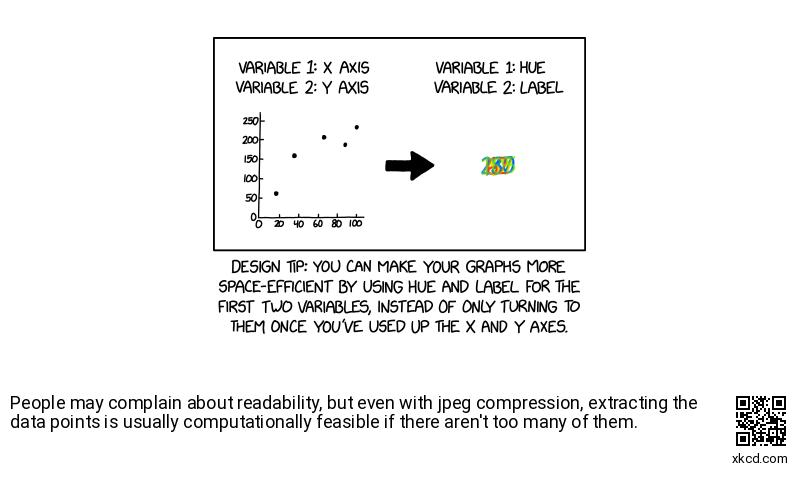 VARIABLE 1: X AXIS
VARIABLE 2: Y AXIS
VARIABLE 1: HUE
VARIABLE 2: LABEL
250
200
150
100
50
0
0 20 40 60 80 100
DESIGN TIP: YOU CAN MAKE YOUR GRAPHS MORE
SPACE-EFFICIENT BY USING HUE AND LABEL FOR THE
FIRST TWO VARIABLES, INSTEAD OF ONLY TURNING TO
THEM ONCE YOU'VE USED UP THE X AND Y AXES.
People may complain about readability, but even with jpeg compression, extracting the
data points is usually computationally feasible if there aren't too many of them.
xkcd.com